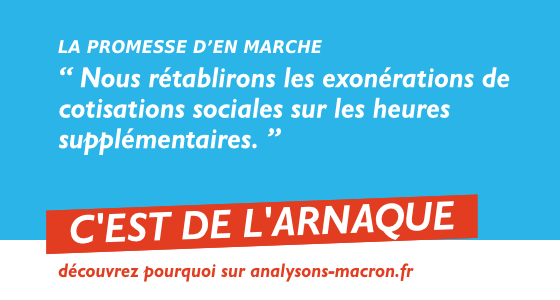 LA PROMESSE D’EN MARCHE
“ Nous rétablirons les exonérations de
cotisations sociales sur les heures
supplémentaires. ”
C'EST DE L'ARNAQUE
découvrez pourquoi sur analysons-macron.fr